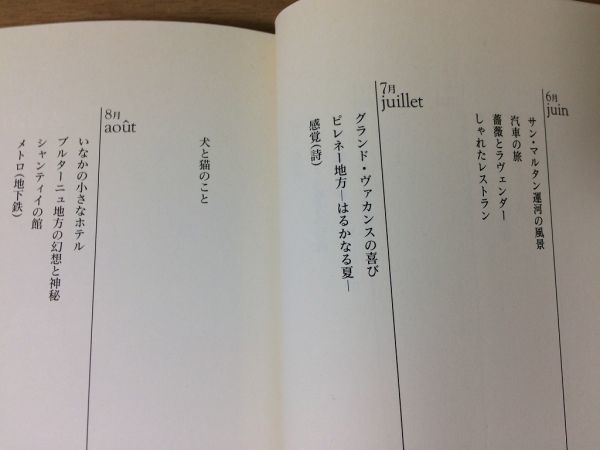 6月
juin
サン・マルタン運河の風景
汽車の旅
薔薇とラヴェンダー
しゃれたレストラン
7月
juillet
グランド・ヴァカンスの喜び
ピレネー地方―はるかなる夏―
感覚(詩)
犬と猫のこと
8月
août
いなかの小さなホテル
ブルターニュ地方の幻想と神秘
シャンティイの館
メトロ(地下鉄)